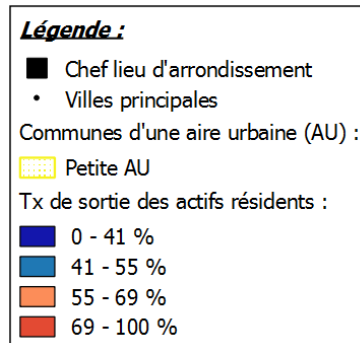 Légende :
Chef lieu d'arrondissement
Villes principales
Communes d'une aire urbaine (AU) :
Petite AU
Tx de sortie des actifs résidents :
0 - 41 %
41 - 55 %
55 - 69 %
69 - 100 %